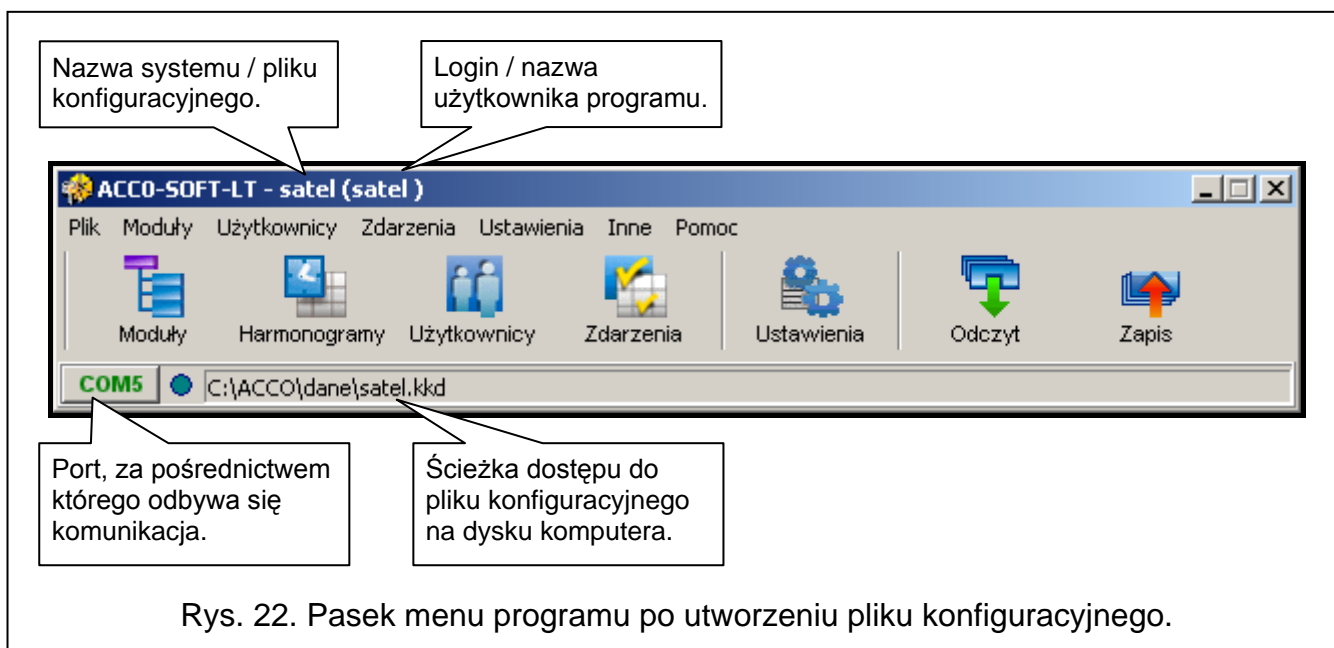 Nazwa systemu / pliku
konfiguracyjnego.
Login / nazwa
użytkownika programu.
ACCO-SOFT-LT - satel (satel )
Plik Moduły Użytkownicy Zdarzenia Ustawienia Inne Pomoc
Moduły Harmonogramy Użytkownicy Zdarzenia Ustawienia Odczyt Zapis
COM5 C:\ACCO\dane\satel.kkd
Port, za pośrednictwem
którego odbywa się
komunikacja.
Ścieżka dostępu do
pliku konfiguracyjnego
na dysku komputera.
Rys. 22. Pasek menu programu po utworzeniu pliku konfiguracyjnego.